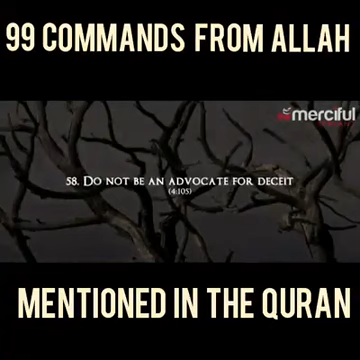 99 COMMANDS FROM ALLAH
merciful
58. DO NOT BE AN ADVOCATE FOR DECEIT
(4:105)
MENTIONED IN THE QURAN